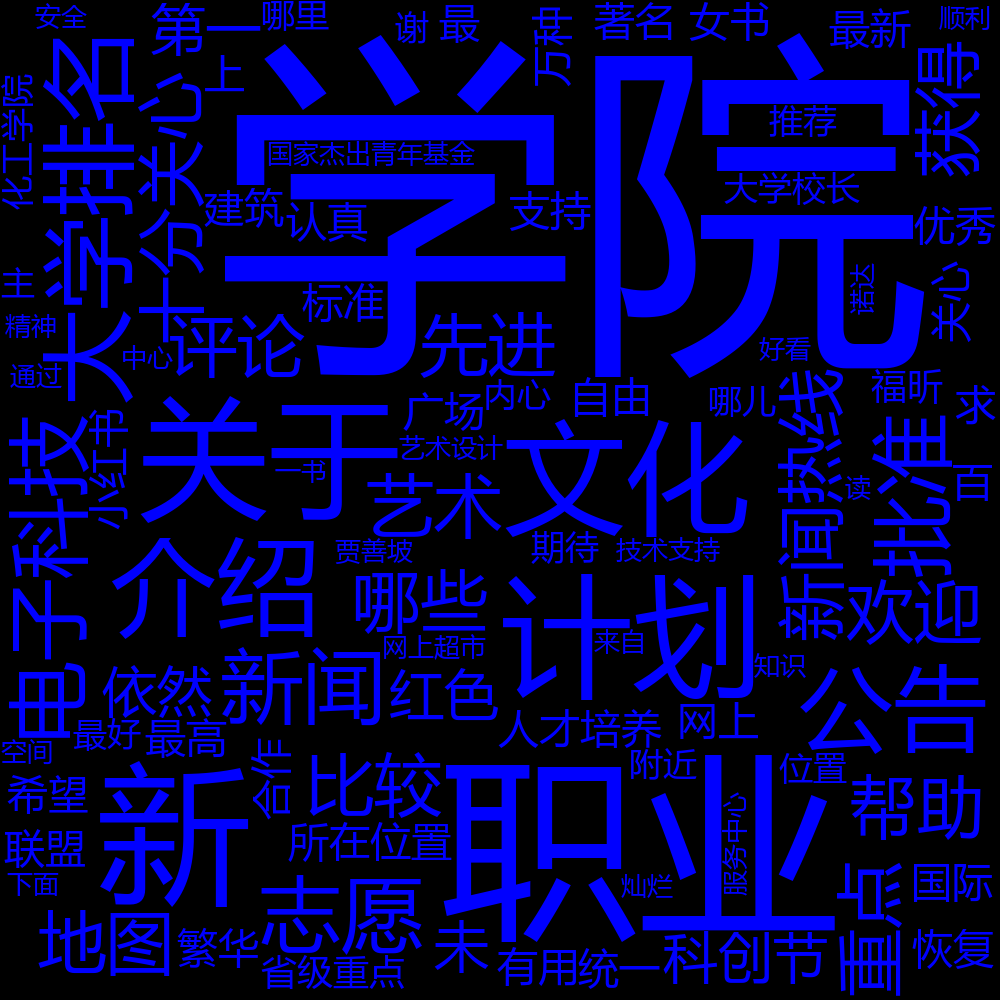 安全
第一
哪里
谢
最
万种
著名
女书
最新
顺利
化工学院
大学排名
十分关心
上
学院
推荐
获得
国家杰出青年基金
大学校长
建筑
认真
支持
优秀
主
标准
诺达
关心
精神
评论
先进
中心
好看
通过
内心
自由
哪儿
福昕
求
新闻热线
电子科技
小红书
关于
广场
艺术设计
文化
批准
一书
艺术
读
百
介绍
贾善坡
期待
技术支持
哪些
计划
欢迎
网上超市
来自
知识
依然
新闻
红色
公告
最好
最高
人才培养
网上
空间
合作
比较
附近
位置
希望
新
职业
帮助
联盟
所在位置
服务中心
下面
志愿
灿烂
重点
国际
地图
繁华
省级重点
未
有用
统一
科创节
恢复